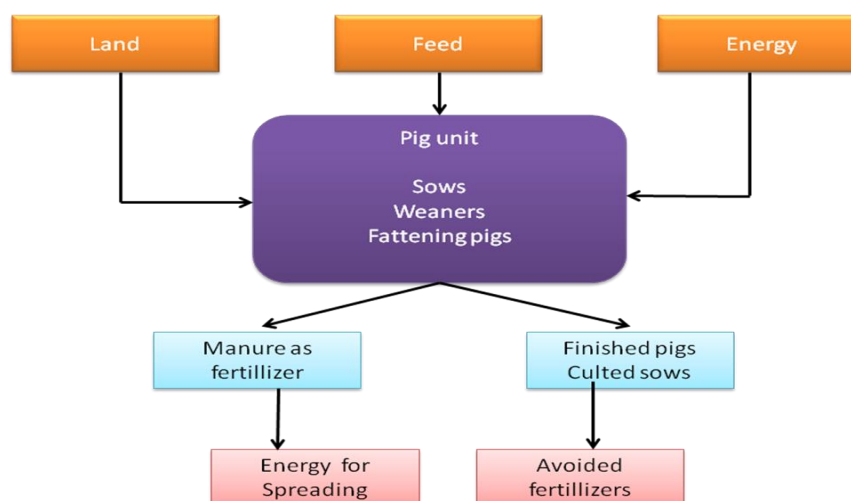 Land
Feed
Energy
Pig unit
Sows
Weaners
Fattening pigs
Manure as
fertillizer
Finished pigs
Culted sows
Energy for
Spreading
Avoided
fertillizers